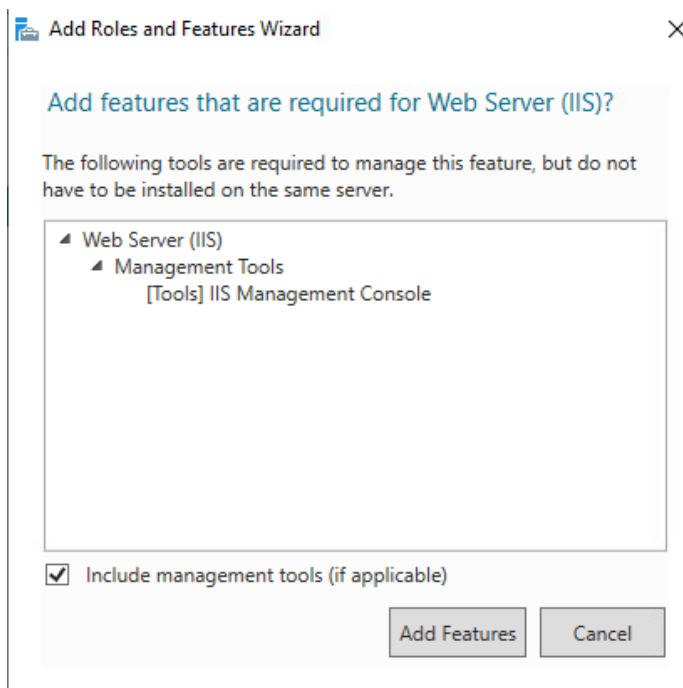 Add Roles and Features Wizard
Add features that are required for Web Server (IIS)?
The following tools are required to manage this feature, but do not
have to be installed on the same server.
Web Server (IIS)
Management Tools
[Tools] IIS Management Console
Include management tools (if applicable)
Add Features
Cancel